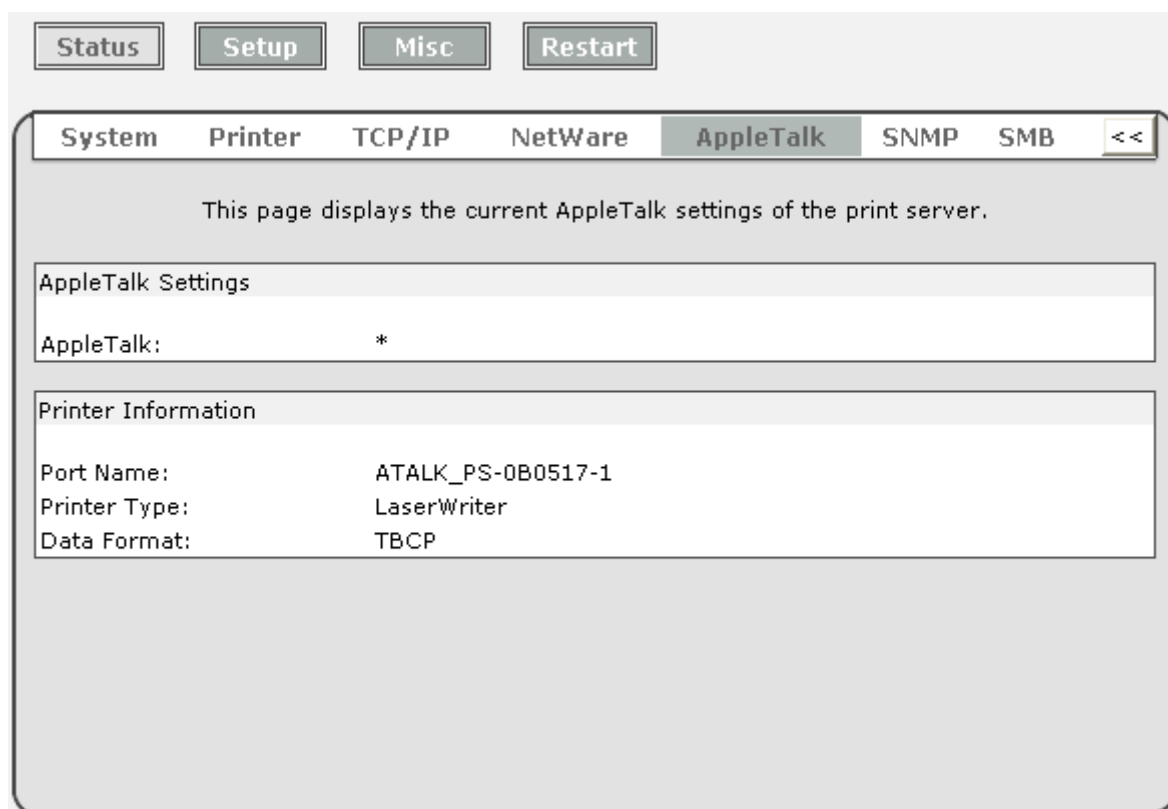 Status Setup Misc Restart
System Printer TCP/IP NetWare AppleTalk SNMP SMB <<
This page displays the current AppleTalk settings of the print server.
AppleTalk Settings
AppleTalk: *
Printer Information
Port Name: ATALK_PS-0B0517-1
Printer Type: LaserWriter
Data Format: TBCP